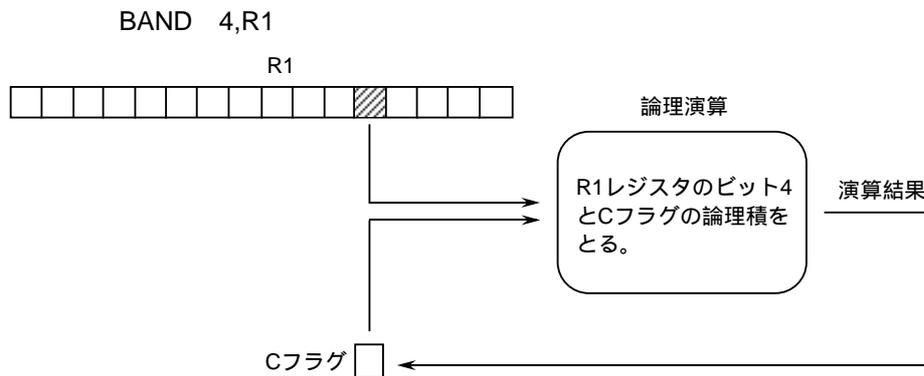 BAND 4,R1
R1
論理演算
R1レジスタのビット4
とCフラグの論理積を
とる。
演算結果
Cフラグ